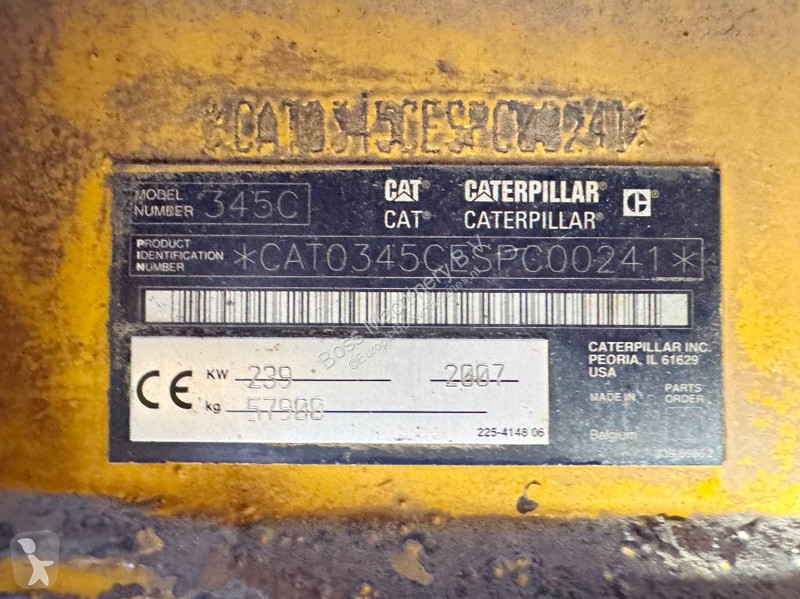 *CAT0345CESPC00241*
MODEL NUMBER 345C
CAT CATERPILLAR
CAT® CATERPILLAR®
PRODUCT IDENTIFICATION NUMBER *CAT0345CESPC00241*
CATERPILLAR INC.
PEORIA, IL 61629
USA
KW 239 2007
kg 57900
MADE IN PARTS ORDER
225-4148 06
Belgium
Boss Machinery B.V.